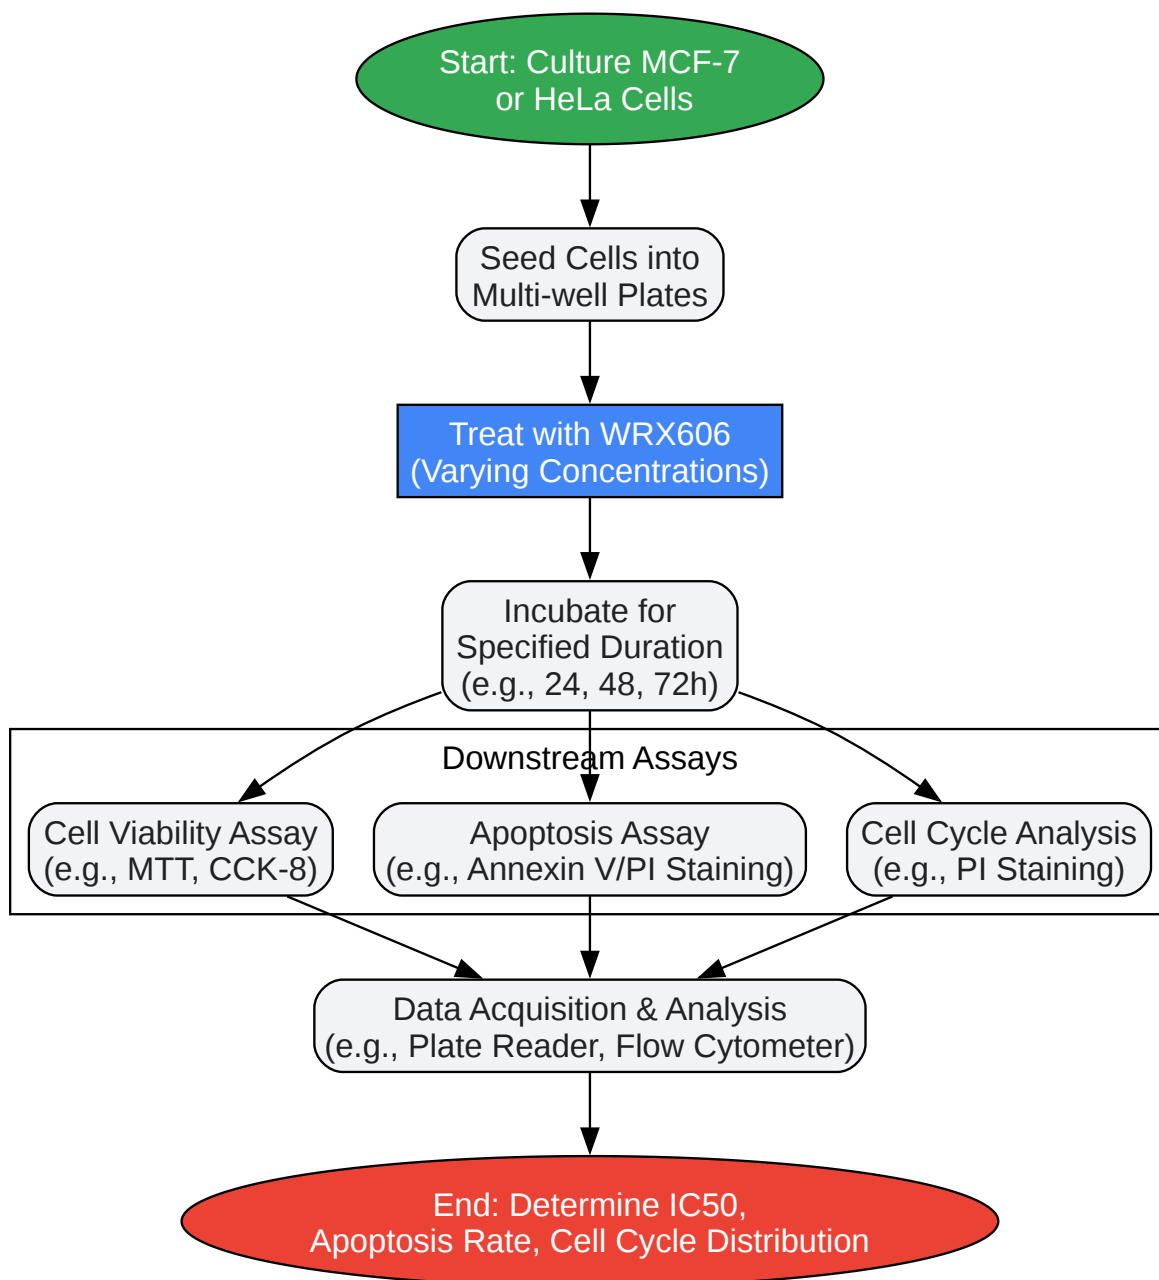 Start: Culture MCF-7
or HeLa Cells
Seed Cells into
Multi-well Plates
Treat with WRX606
(Varying Concentrations)
Incubate for
Specified Duration
(e.g., 24, 48, 72h)
Downstream Assays
Cell Viability Assay
(e.g., MTT, CCK-8)
Apoptosis Assay
(e.g., Annexin V/PI Staining)
Cell Cycle Analysis
(e.g., PI Staining)
Data Acquisition & Analysis
(e.g., Plate Reader, Flow Cytometer)
End: Determine IC50,
Apoptosis Rate, Cell Cycle Distribution